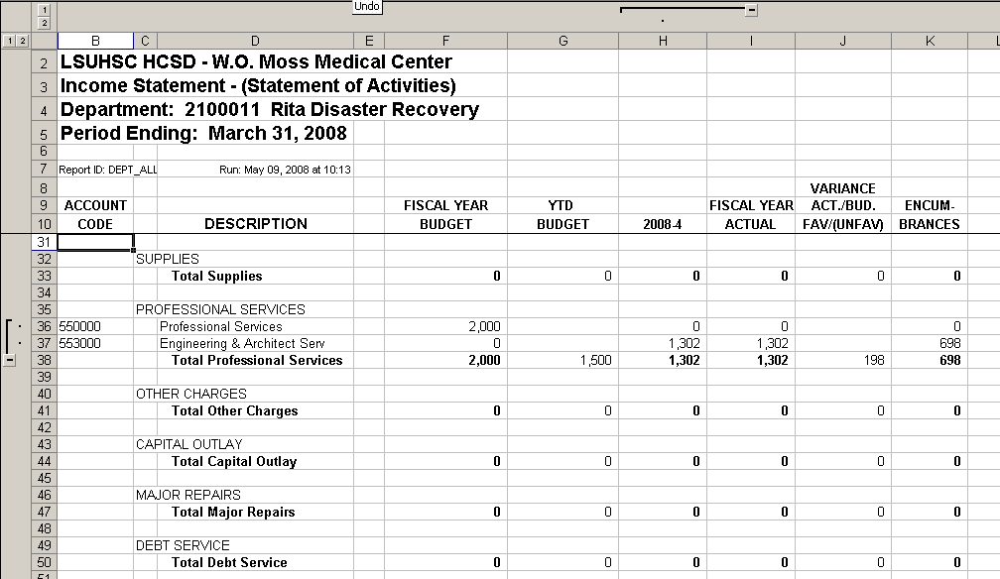 Undo
1
2
1 2 B C D E F G H I J K L
2 LSUHSC HCSD - W.O. Moss Medical Center
3 Income Statement - (Statement of Activities)
4 Department: 2100011 Rita Disaster Recovery
5 Period Ending: March 31, 2008
6
7 Report ID: DEPT_ALL Run: May 09, 2008 at 10:13
8 VARIANCE
9 ACCOUNT FISCAL YEAR YTD FISCAL YEAR ACT./BUD. ENCUM-
10 CODE DESCRIPTION BUDGET BUDGET 2008-4 ACTUAL FAV/(UNFAV) BRANCES
31
32 SUPPLIES
33 Total Supplies 0 0 0 0 0 0
34
35 PROFESSIONAL SERVICES
36 550000 Professional Services 2,000 0 0 0
37 553000 Engineering & Architect Serv 0 1,302 1,302 698
38 Total Professional Services 2,000 1,500 1,302 1,302 198 698
39
40 OTHER CHARGES
41 Total Other Charges 0 0 0 0 0 0
42
43 CAPITAL OUTLAY
44 Total Capital Outlay 0 0 0 0 0 0
45
46 MAJOR REPAIRS
47 Total Major Repairs 0 0 0 0 0 0
48
49 DEBT SERVICE
50 Total Debt Service 0 0 0 0 0 0
51